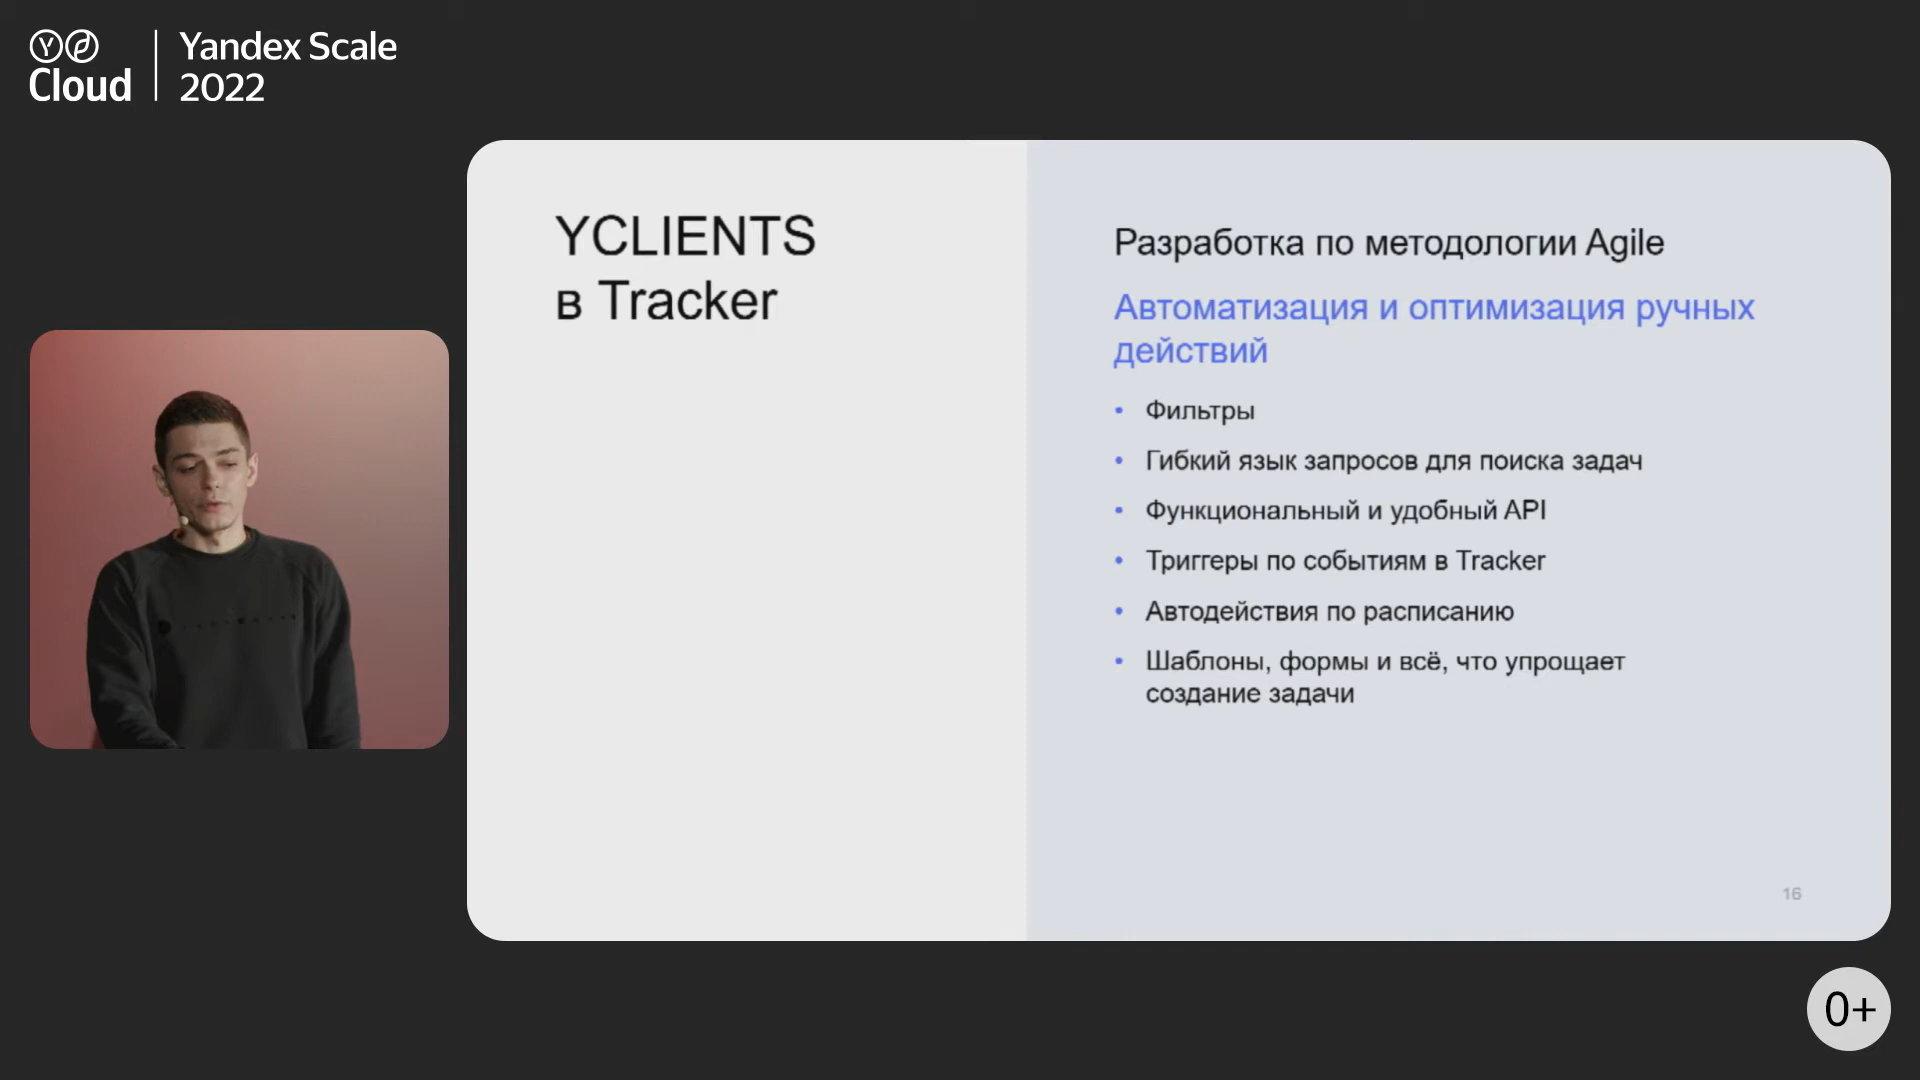 Cloud
Yandex Scale
2022
YCLIENTS
в Tracker
Разработка по методологии Agile
Автоматизация и оптимизация ручных
действий
• Фильтры
• Гибкий язык запросов для поиска задач
• Функциональный и удобный API
• Триггеры по событиям в Tracker
• Автодействия по расписанию
• Шаблоны, формы и всё, что упрощает
создание задачи
16
0+